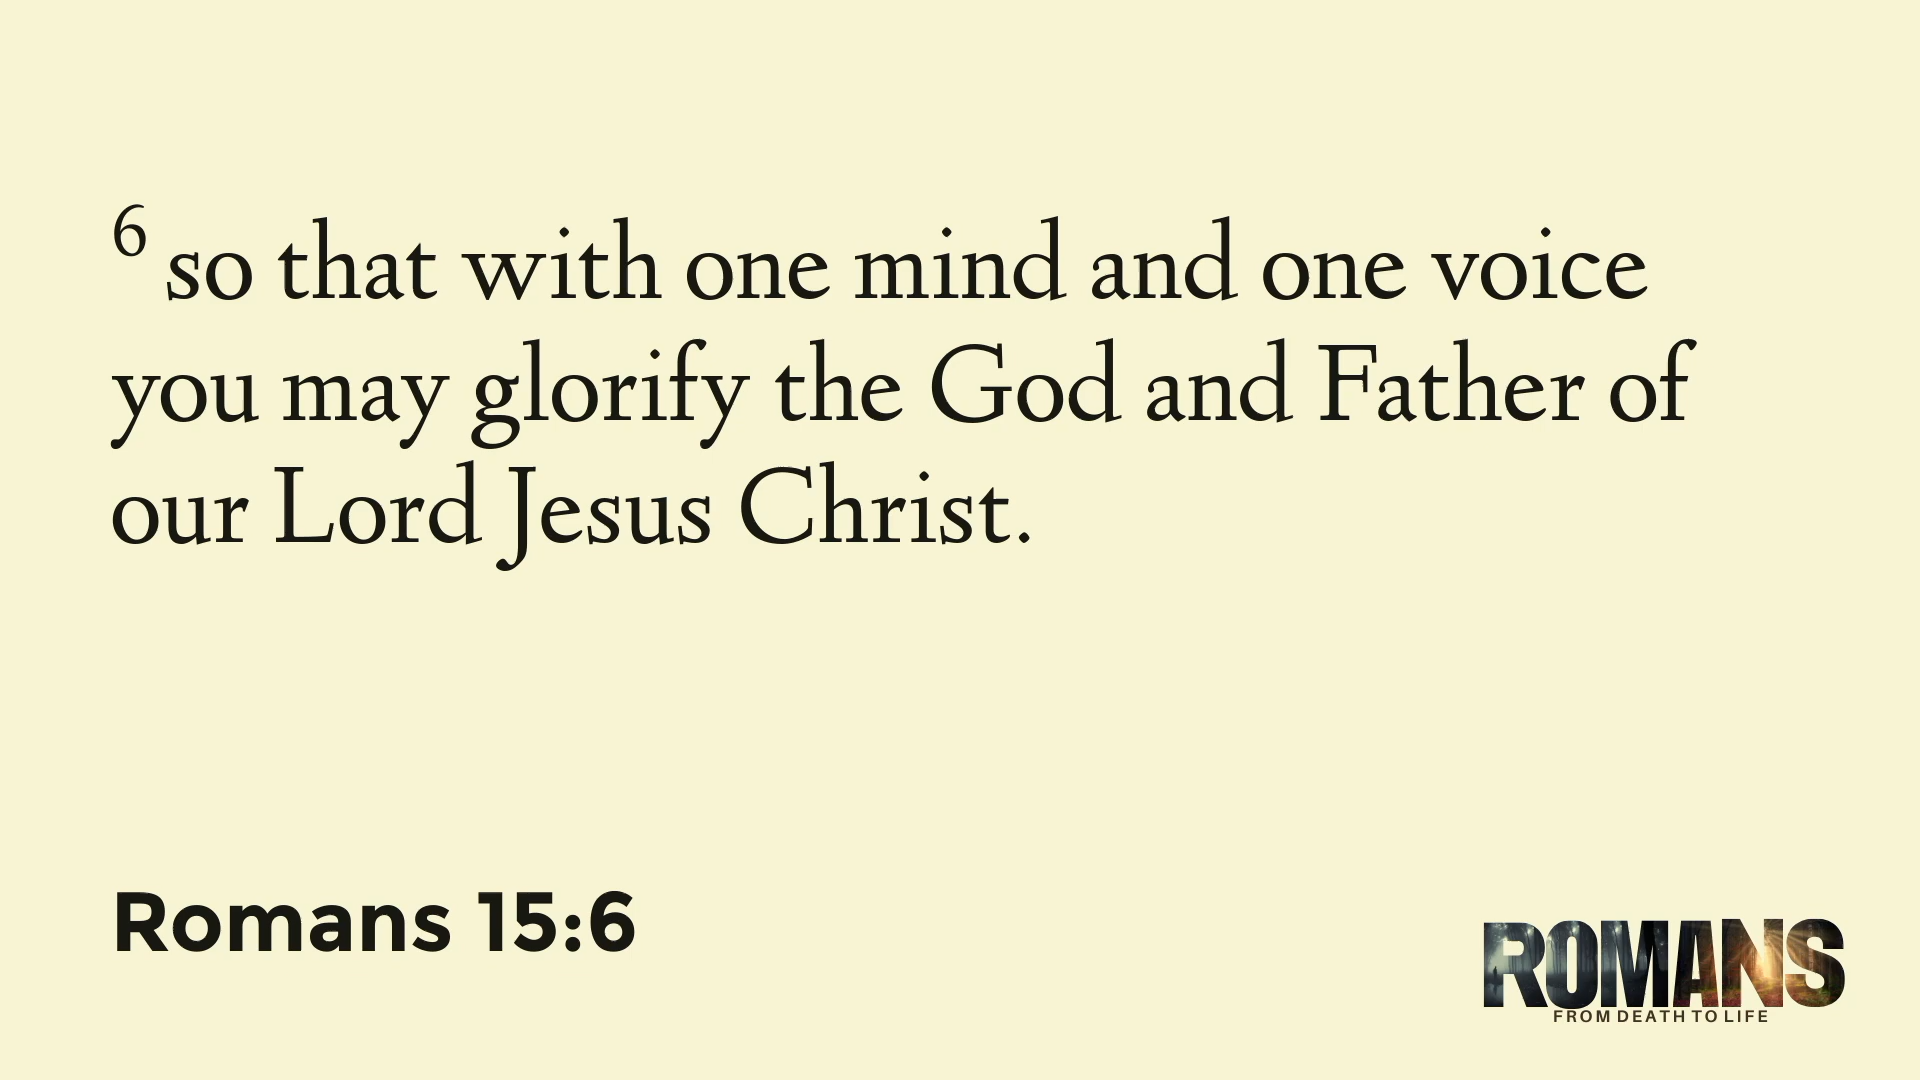 6 so that with one mind and one voice
you may glorify the God and Father of
our Lord Jesus Christ.
Romans 15:6
ROMANS
FROM DEATH TO LIFE